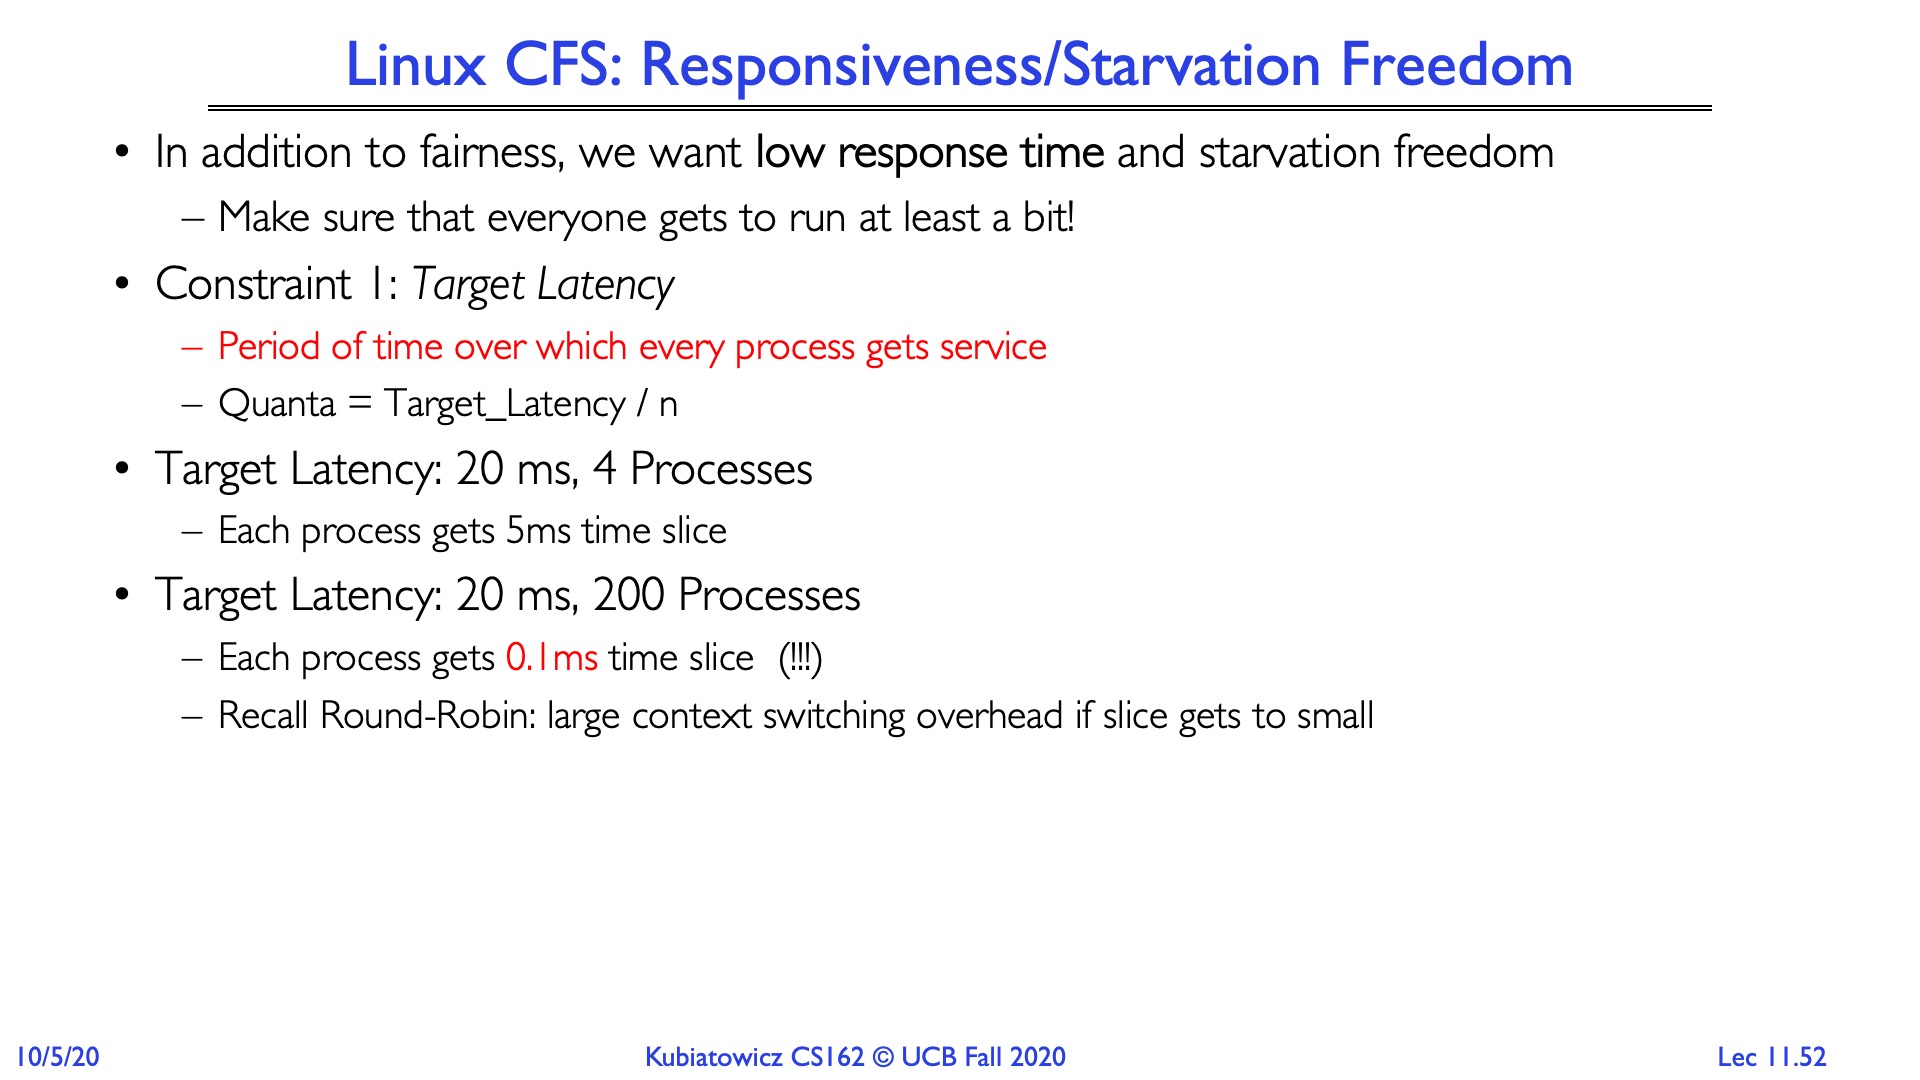 Linux CFS: Responsiveness/Starvation Freedom
• In addition to fairness, we want low response time and starvation freedom
– Make sure that everyone gets to run at least a bit!
• Constraint 1: Target Latency
– Period of time over which every process gets service
– Quanta = Target_Latency / n
• Target Latency: 20 ms, 4 Processes
– Each process gets 5ms time slice
• Target Latency: 20 ms, 200 Processes
– Each process gets 0.1ms time slice (!!!)
– Recall Round-Robin: large context switching overhead if slice gets to small
10/5/20
Kubiatowicz CS162 © UCB Fall 2020
Lec 11.52